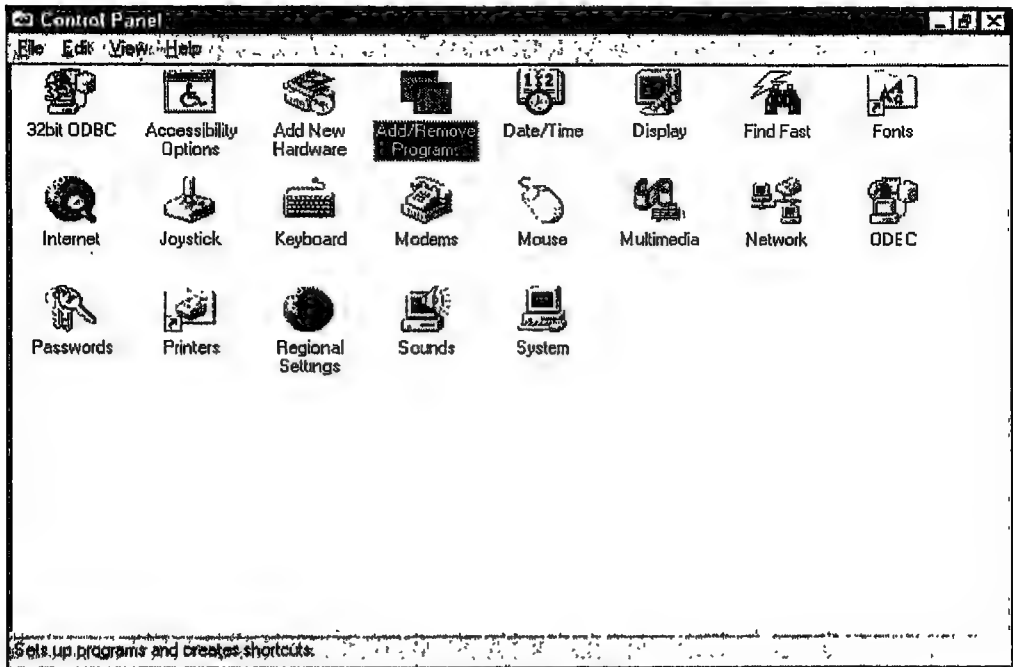 Control Panel
File Edit View Help
32bit ODBC Accessibility Options Add New Hardware Add/Remove Programs Date/Time Display Find Fast Fonts
Internet Joystick Keyboard Modems Mouse Multimedia Network ODEC
Passwords Printers Regional Settings Sounds System
Sets up programs and creates shortcuts.